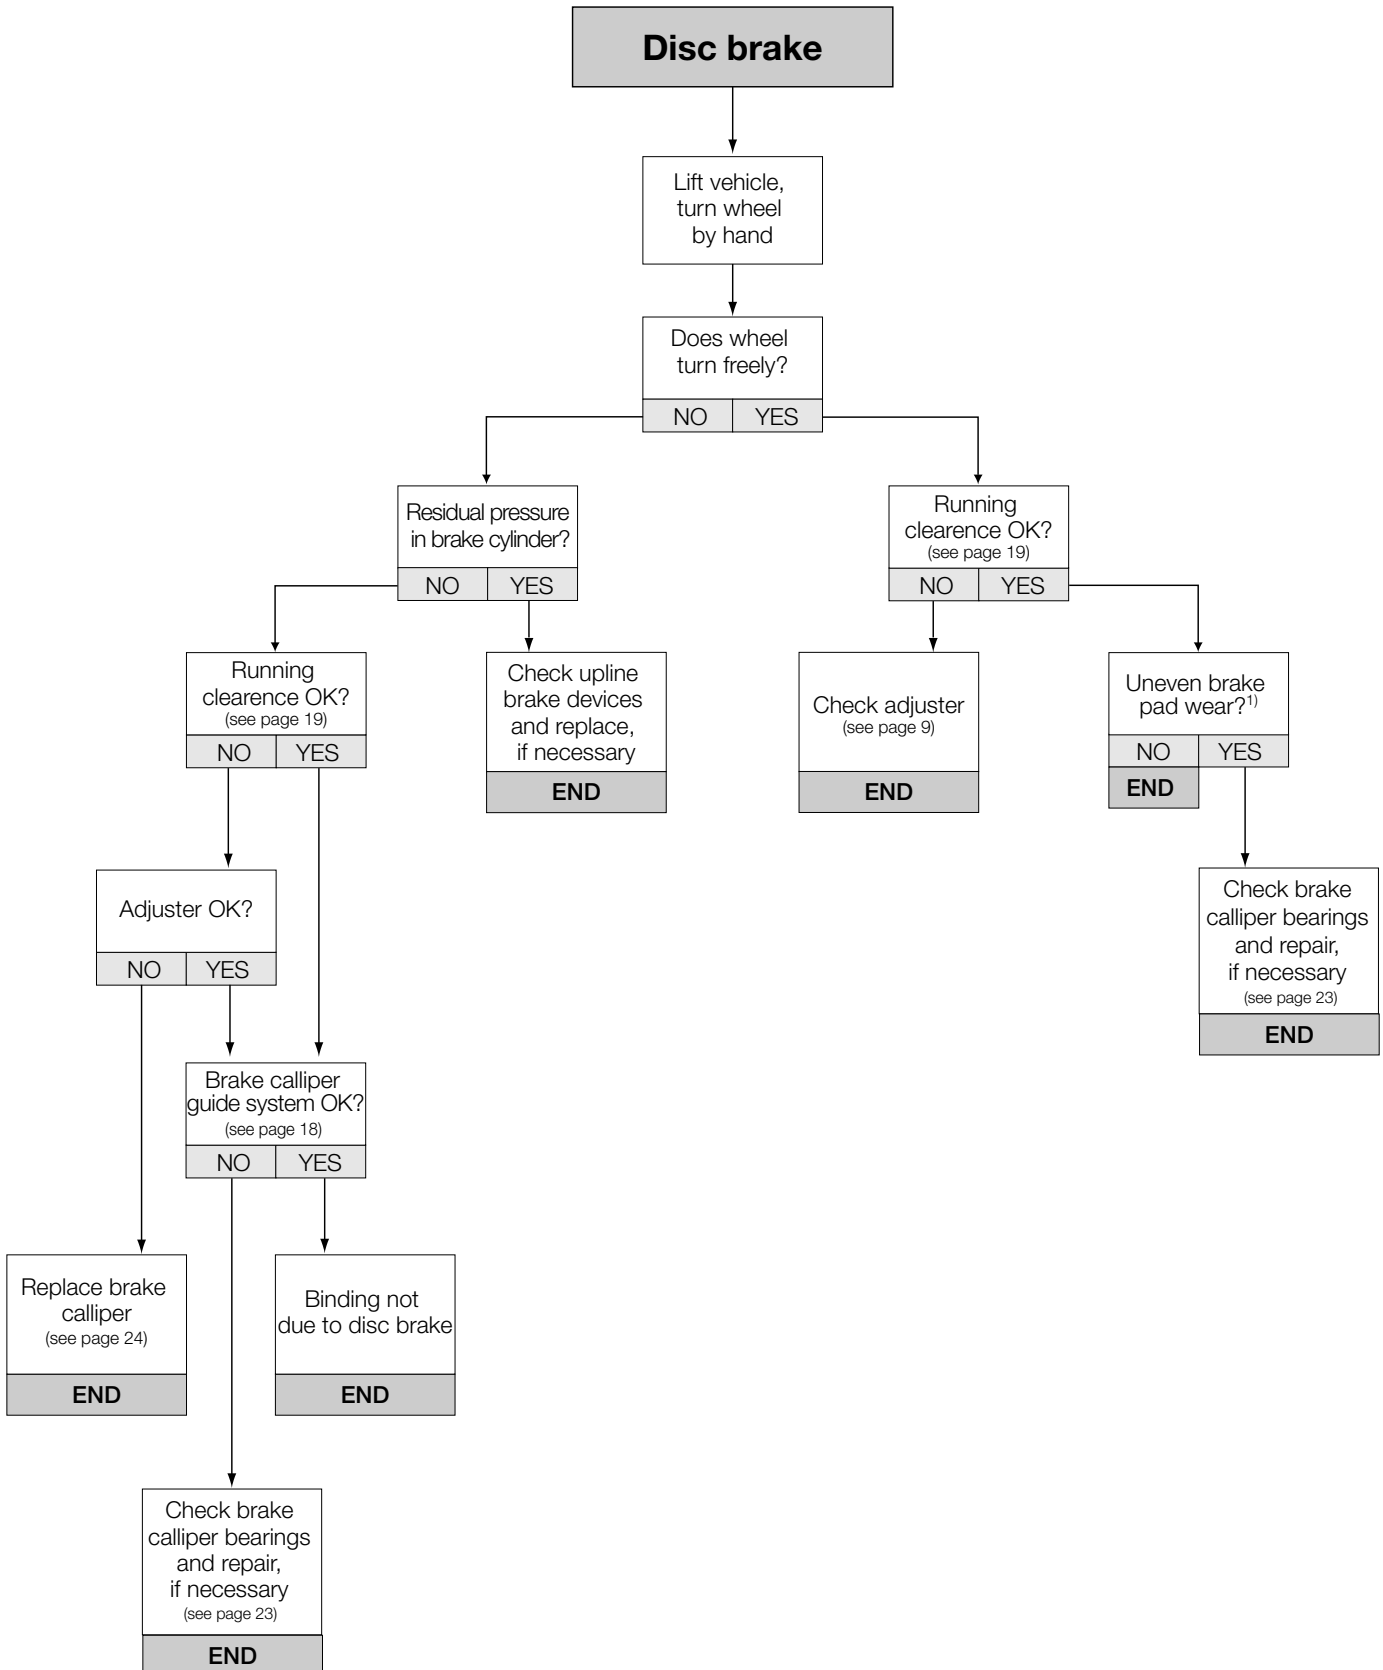 Disc brake
Lift vehicle,
turn wheel
by hand
Does wheel
turn freely?
NO YES
Residual pressure
in brake cylinder?
NO YES
Running
clearence OK?
(see page 19)
NO YES
Running
clearence OK?
(see page 19)
NO YES
Check upline
brake devices
and replace,
if necessary
END
Check adjuster
(see page 9)
END
Uneven brake
pad wear?1)
NO YES
END
Adjuster OK?
NO YES
Check brake
calliper bearings
and repair,
if necessary
(see page 23)
END
Brake calliper
guide system OK?
(see page 18)
NO YES
Replace brake
calliper
(see page 24)
END
Binding not
due to disc brake
END
Check brake
calliper bearings
and repair,
if necessary
(see page 23)
END